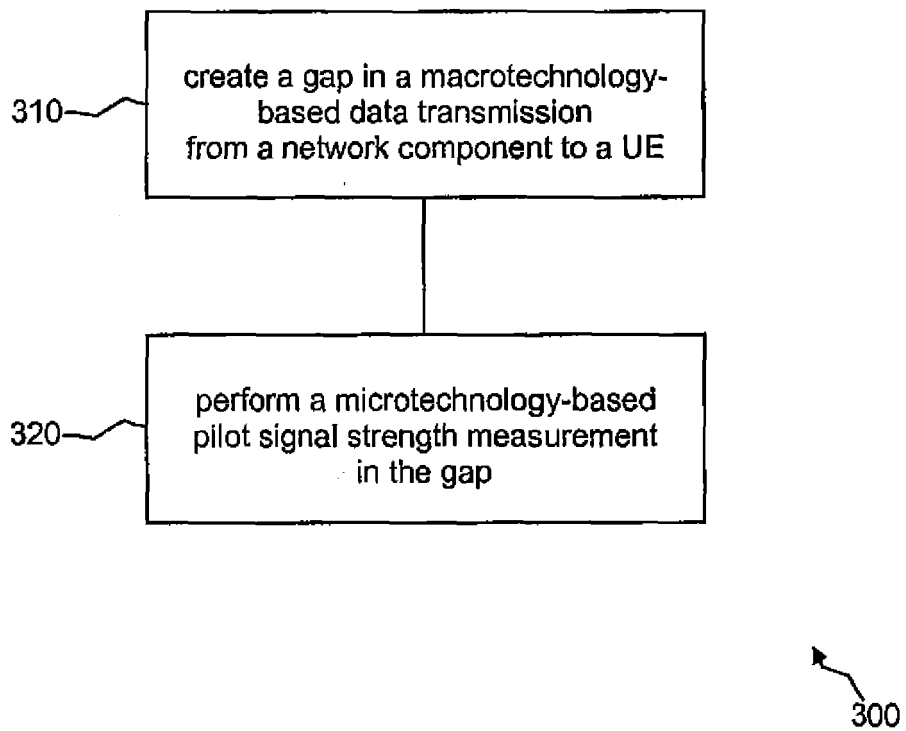 310
create a gap in a macrotechnology-
based data transmission
from a network component to a UE
320
perform a microtechnology-based
pilot signal strength measurement
in the gap
300